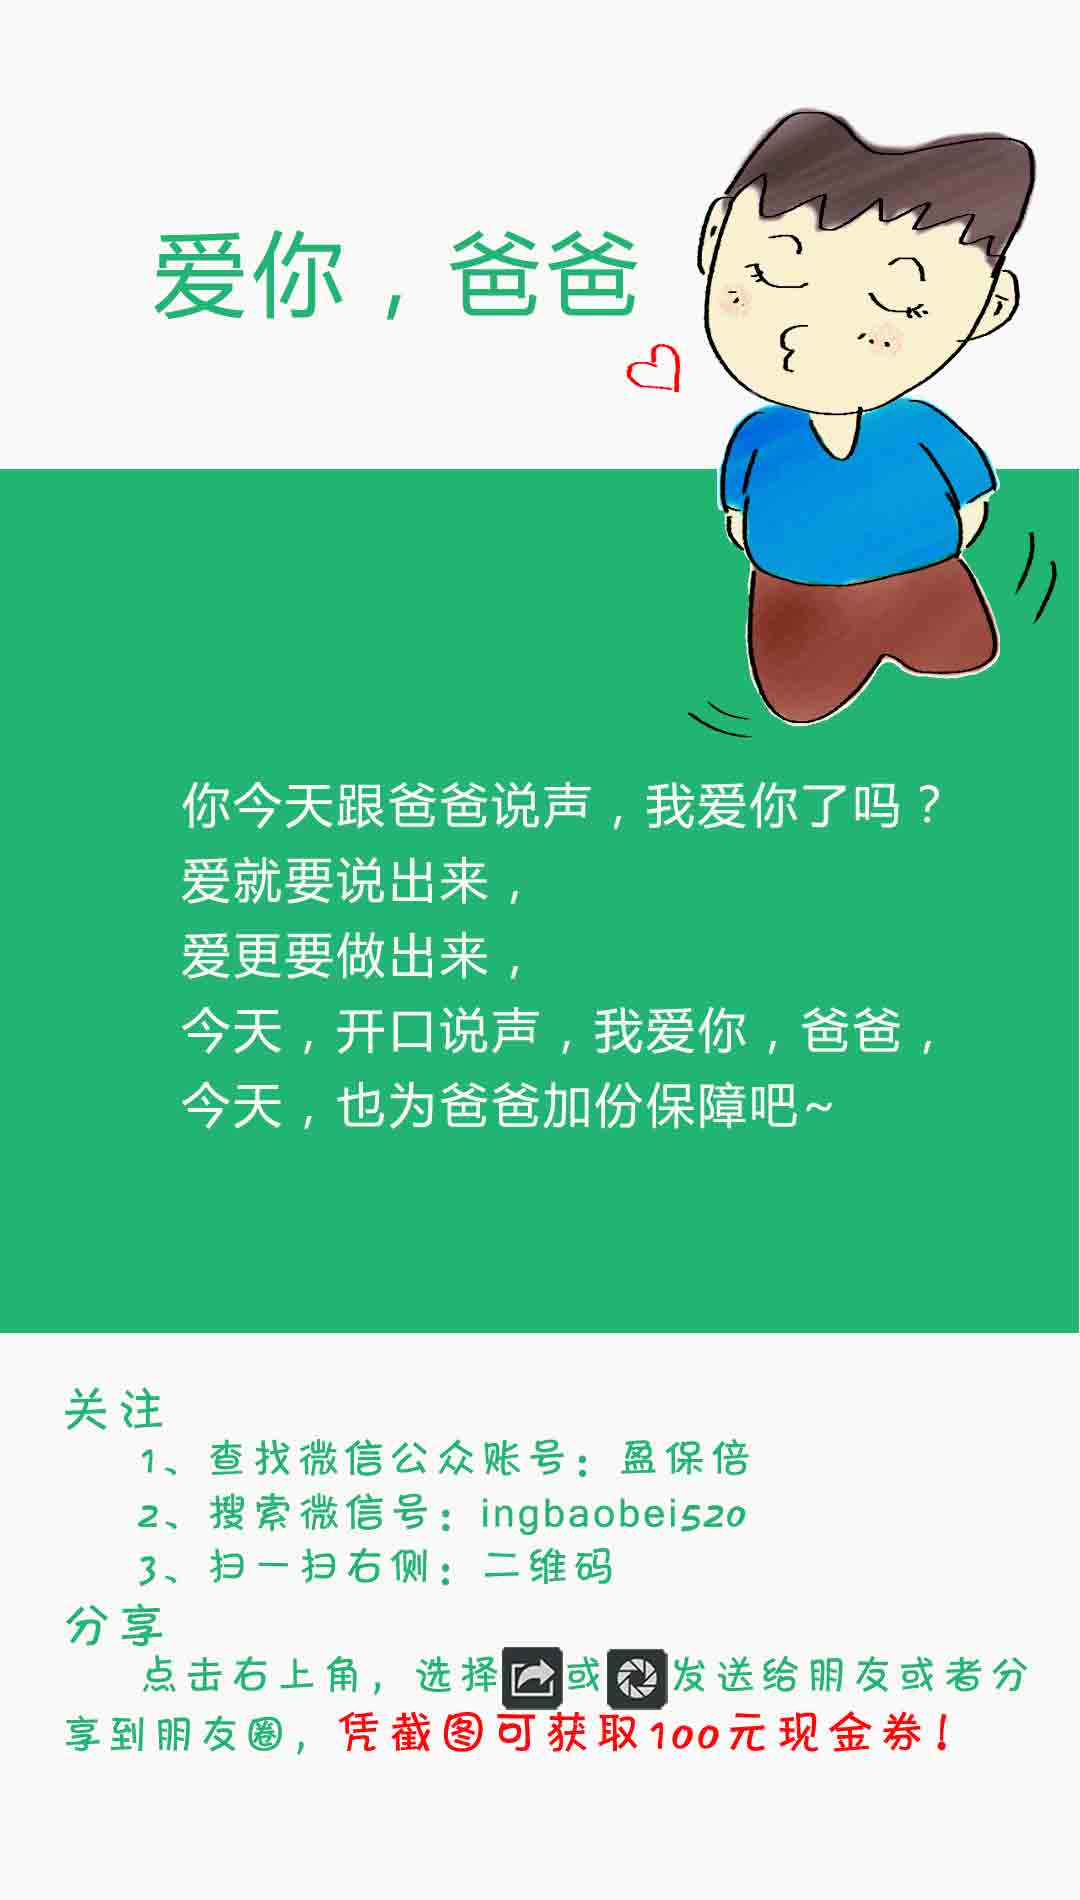 爱你，爸爸
你今天跟爸爸说声，我爱你了吗？
爱就要说出来，
爱更要做出来，
今天，开口说声，我爱你，爸爸，
今天，也为爸爸加份保障吧~
关注
1、查找微信公众账号：盈保倍
2、搜索微信号：ingbaobei520
3、扫一扫右侧：二维码
分享
点击右上角，选择或发送给朋友或者分
享到朋友圈，凭截图可获取100元现金券！